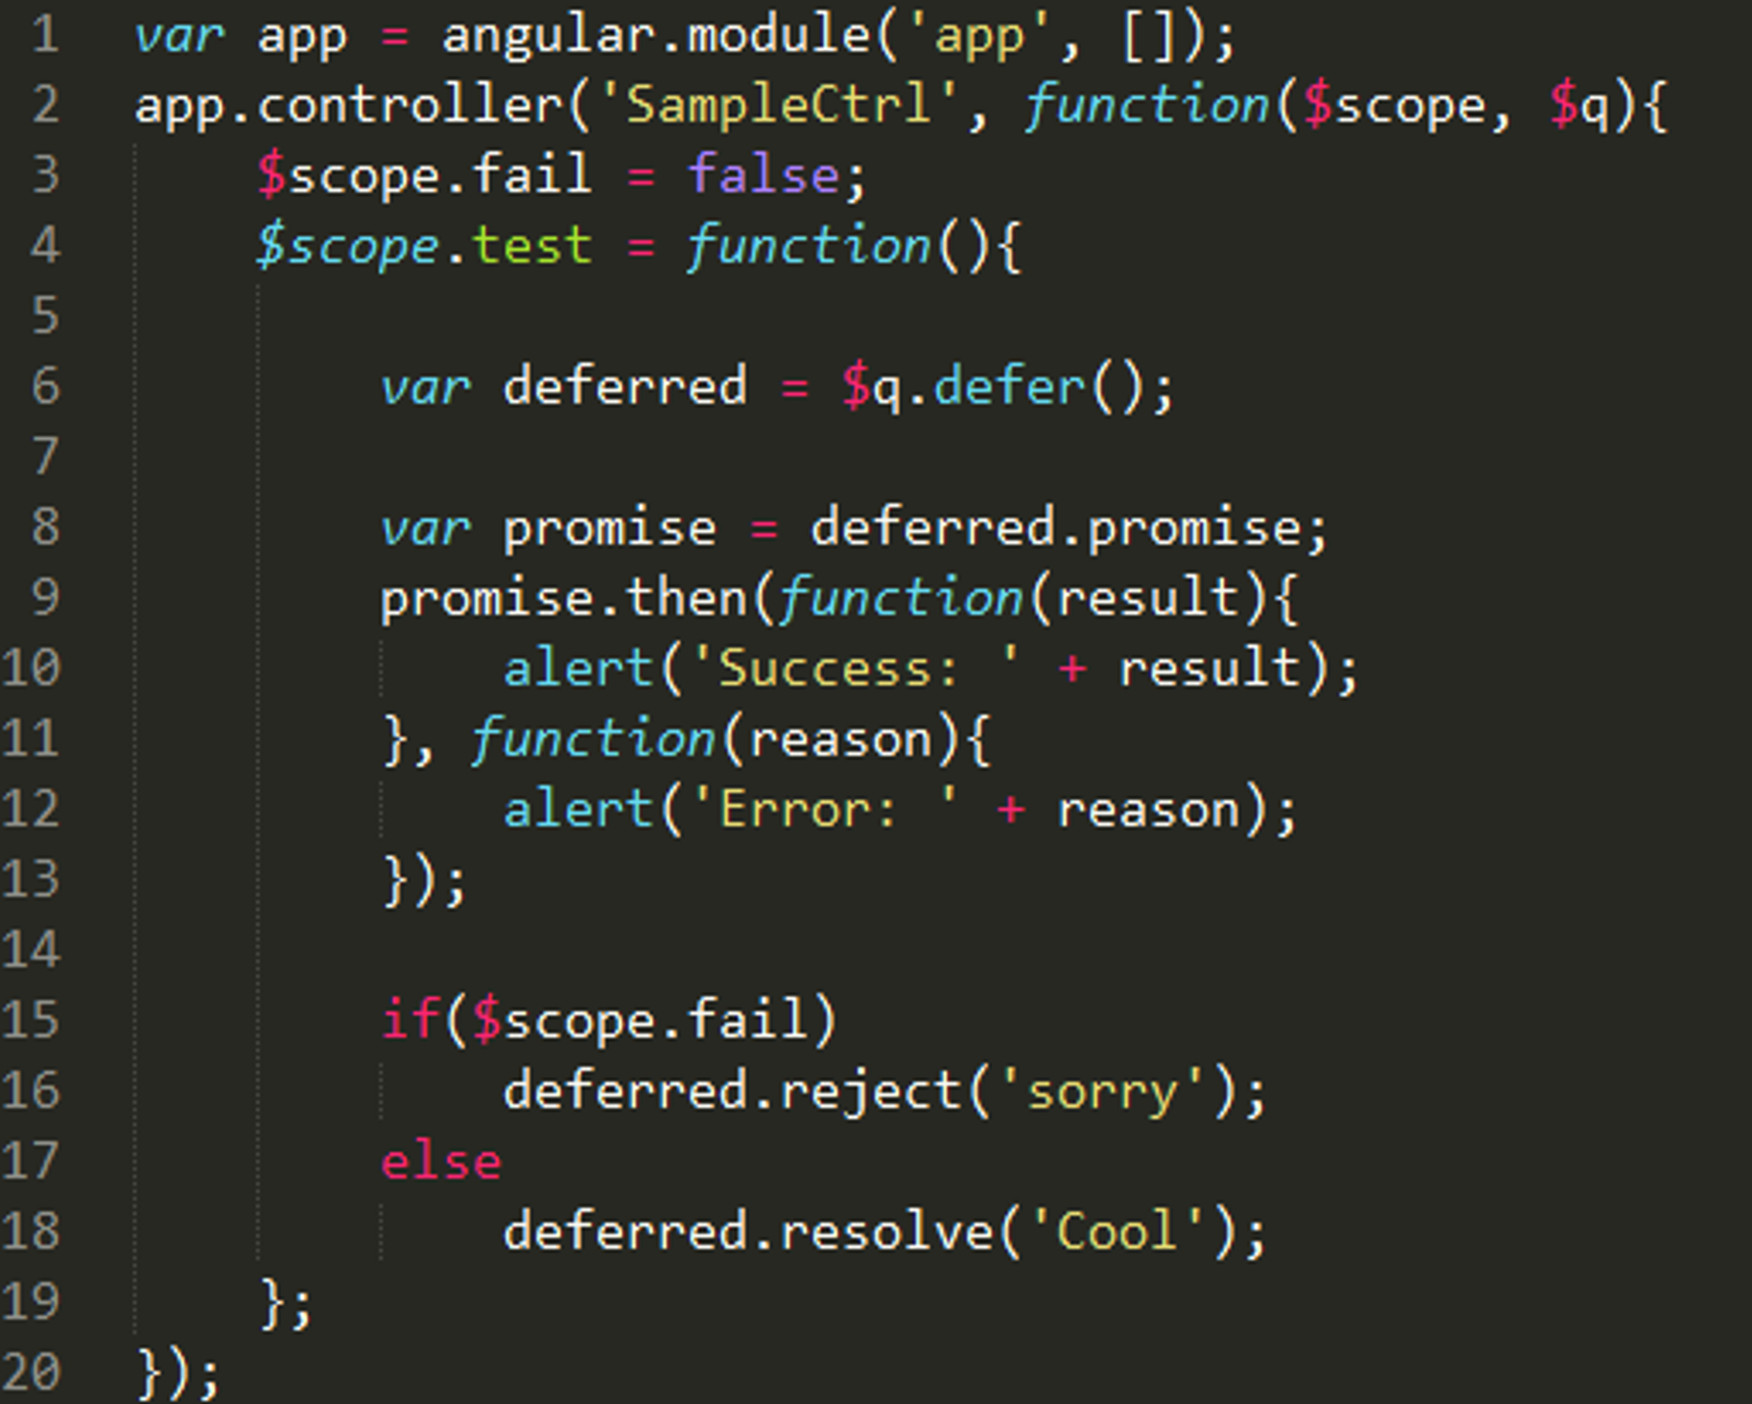 1 var app = angular.module('app', []);
2 app.controller('SampleCtrl', function($scope, $q){
3     $scope.fail = false;
4     $scope.test = function(){
5
6         var deferred = $q.defer();
7
8         var promise = deferred.promise;
9         promise.then(function(result){
10             alert('Success: ' + result);
11         }, function(reason){
12             alert('Error: ' + reason);
13         });
14
15         if($scope.fail)
16             deferred.reject('sorry');
17         else
18             deferred.resolve('Cool');
19     };
20 });